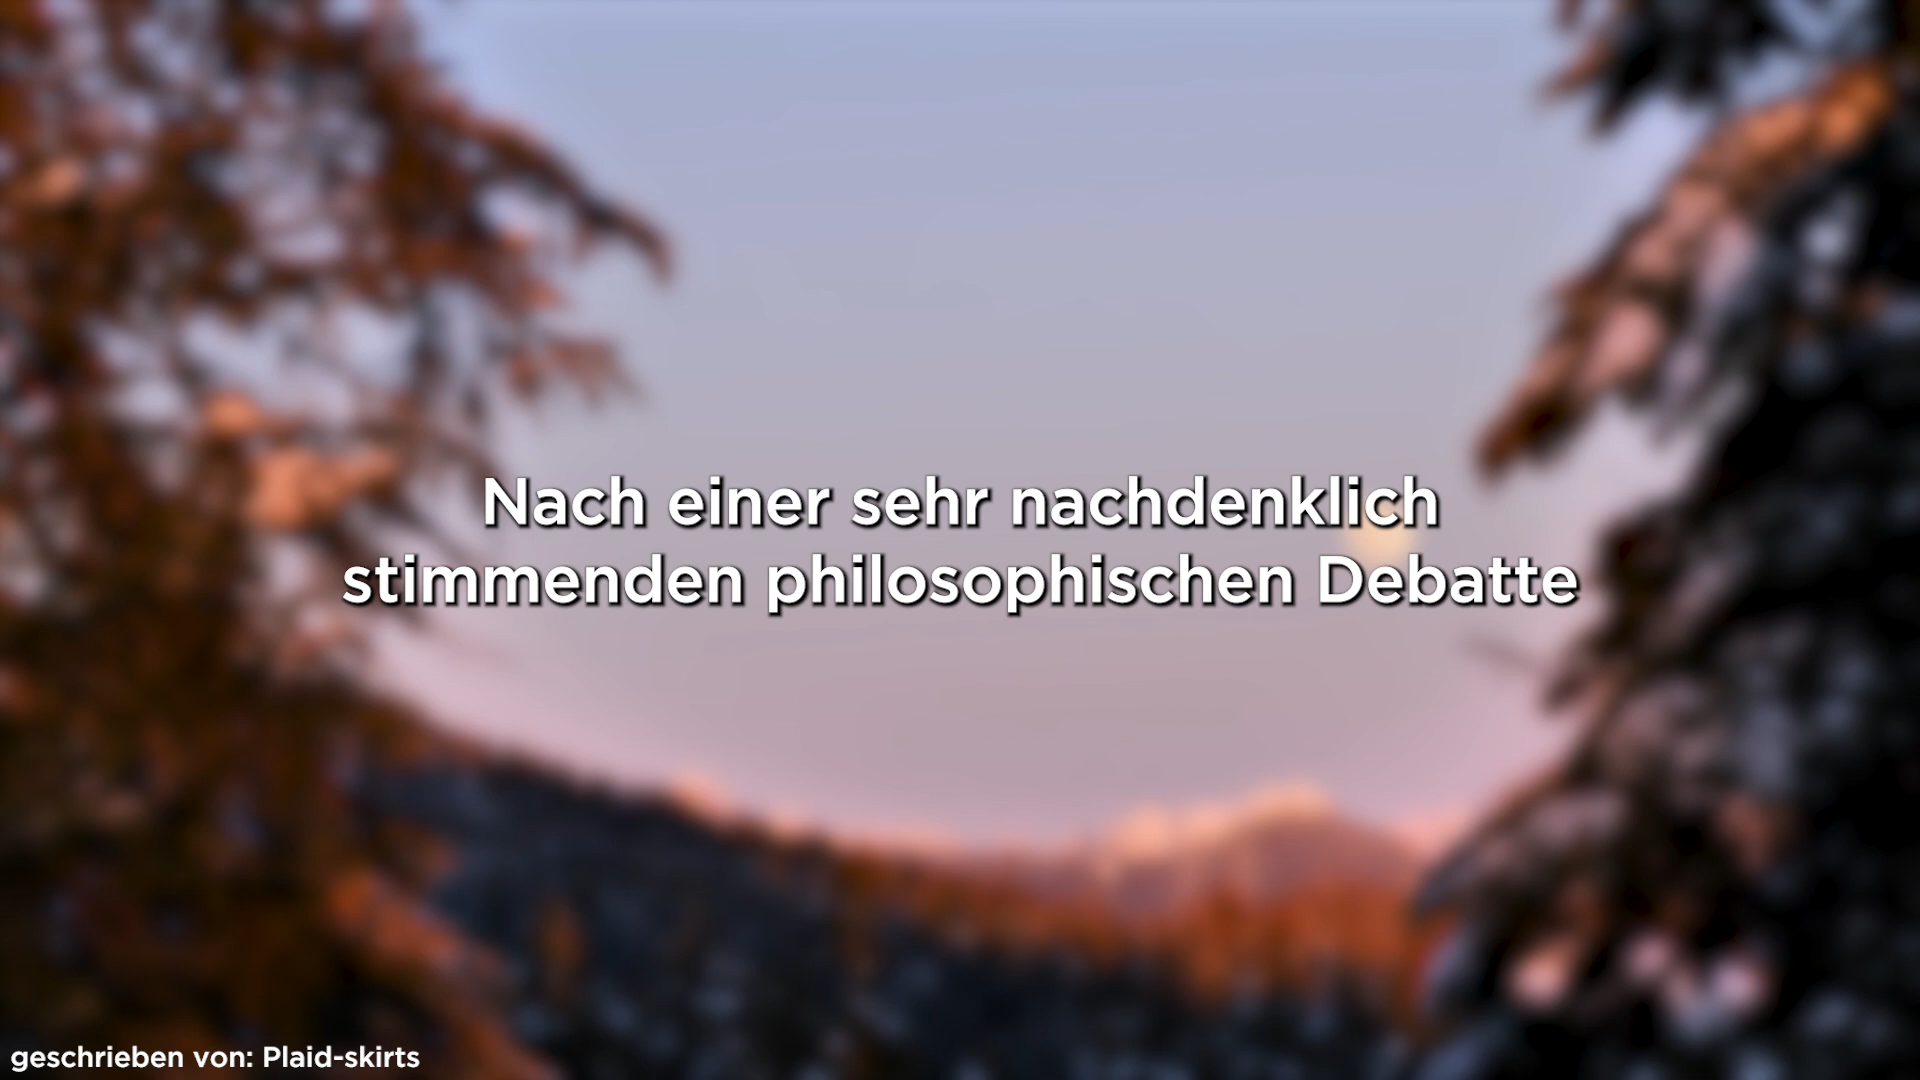 Nach einer sehr nachdenklich
stimmenden philosophischen Debatte
geschrieben von: Plaid-skirts